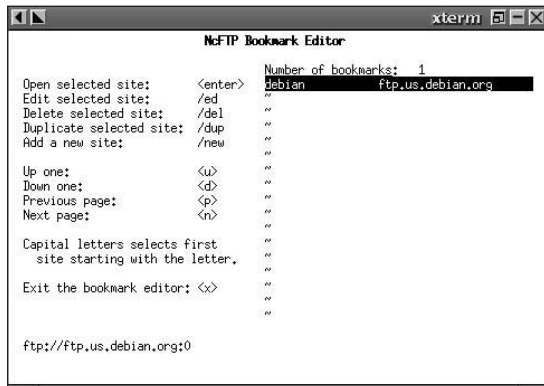 xterm
NcFTP Bookmark Editor
Number of bookmarks: 1
Open selected site: <enter> debian ftp.us.debian.org
Edit selected site: /ed ~
Delete selected site: /del ~
Duplicate selected site: /dup ~
Add a new site: /new ~
~
Up one: <u> ~
Down one: <d> ~
Previous page: <p> ~
Next page: <n> ~
~
Capital letters selects first ~
site starting with the letter. ~
~
Exit the bookmark editor: <x> ~
~
~
ftp://ftp.us.debian.org:0